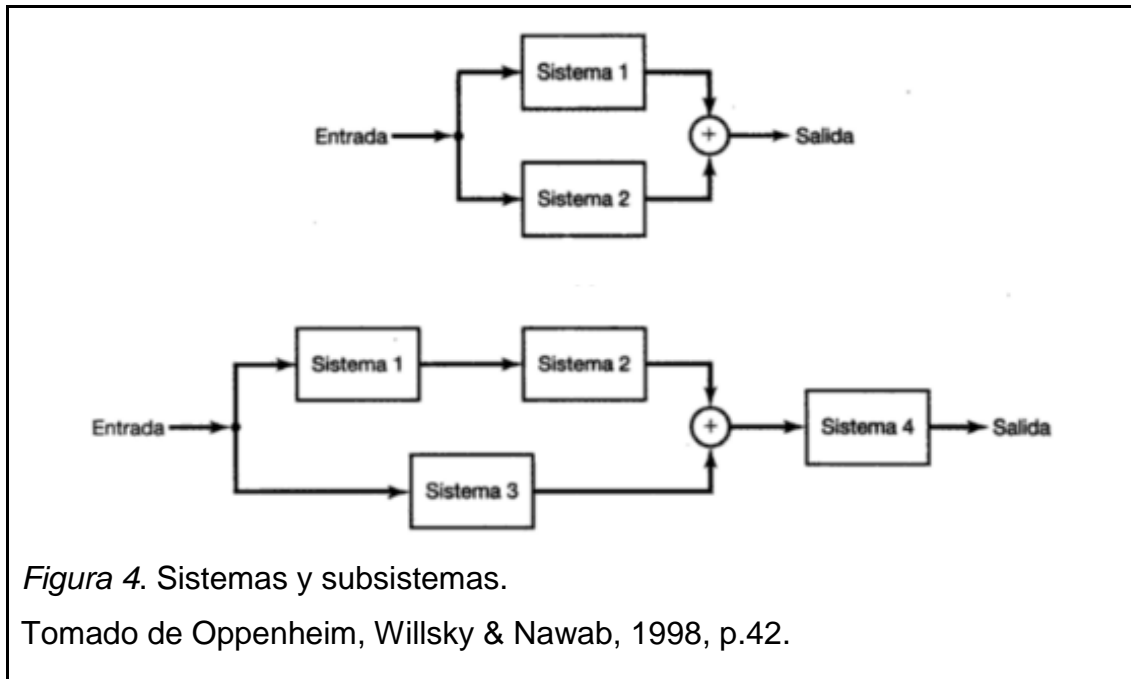 Sistema 1
Entrada
+
Salida
Sistema 2
Sistema 1
Sistema 2
Entrada
+
Sistema 4
Salida
Sistema 3
Figura 4. Sistemas y subsistemas.
Tomado de Oppenheim, Willsky & Nawab, 1998, p.42.